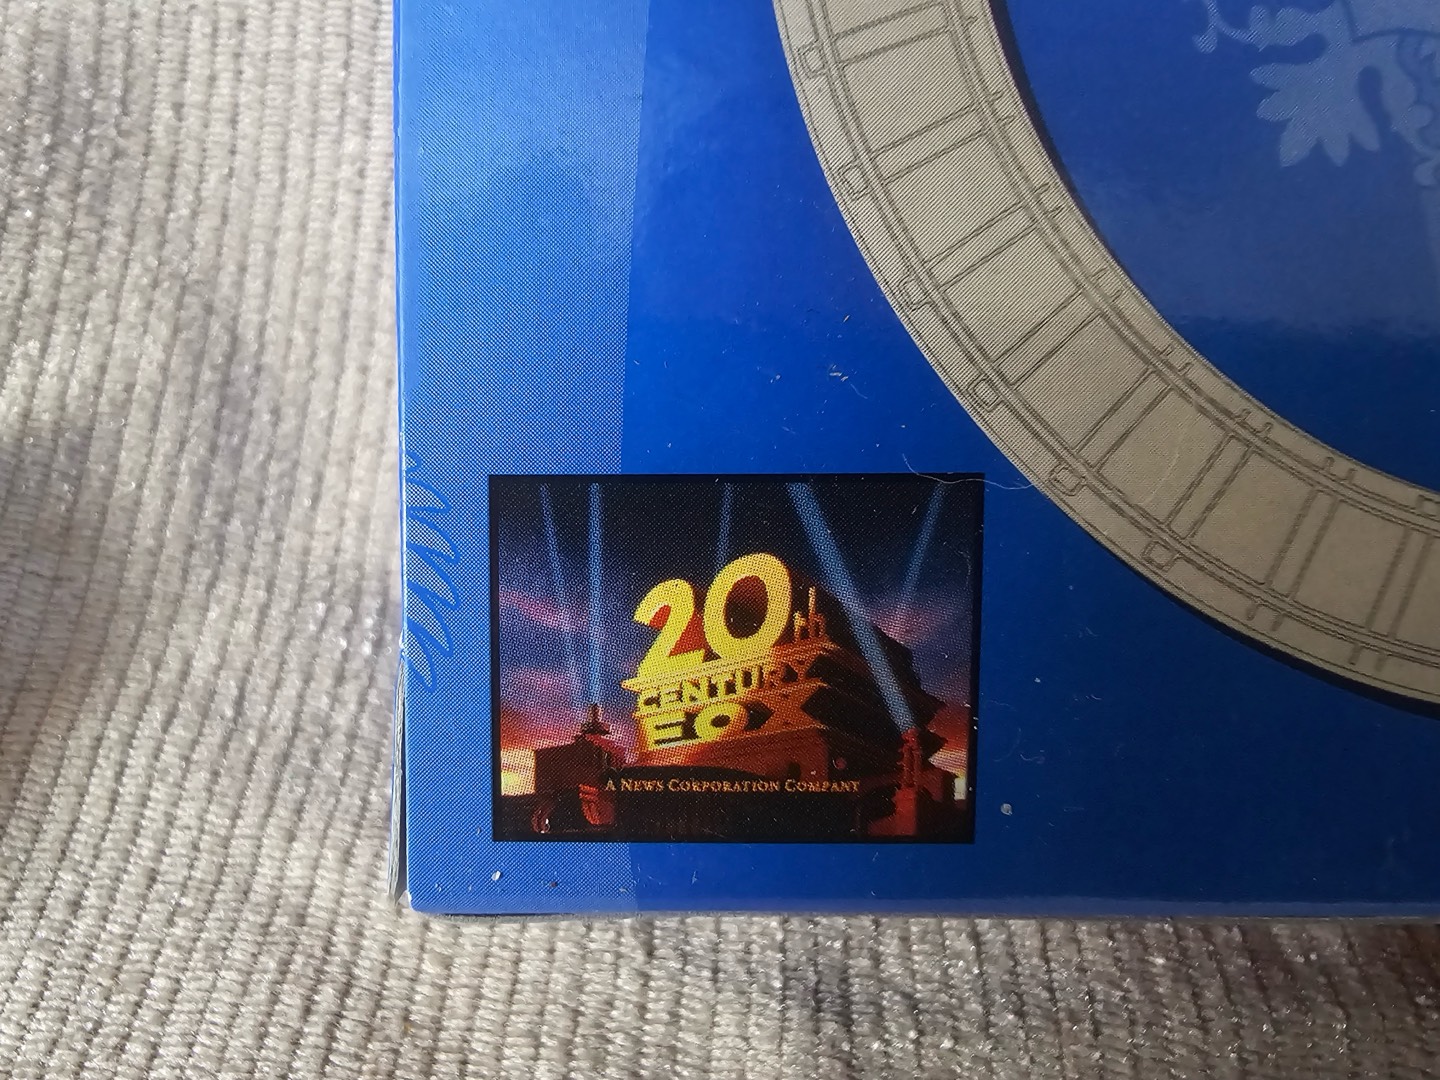 20th
CENTURY
FOX
A NEWS CORPORATION COMPANY